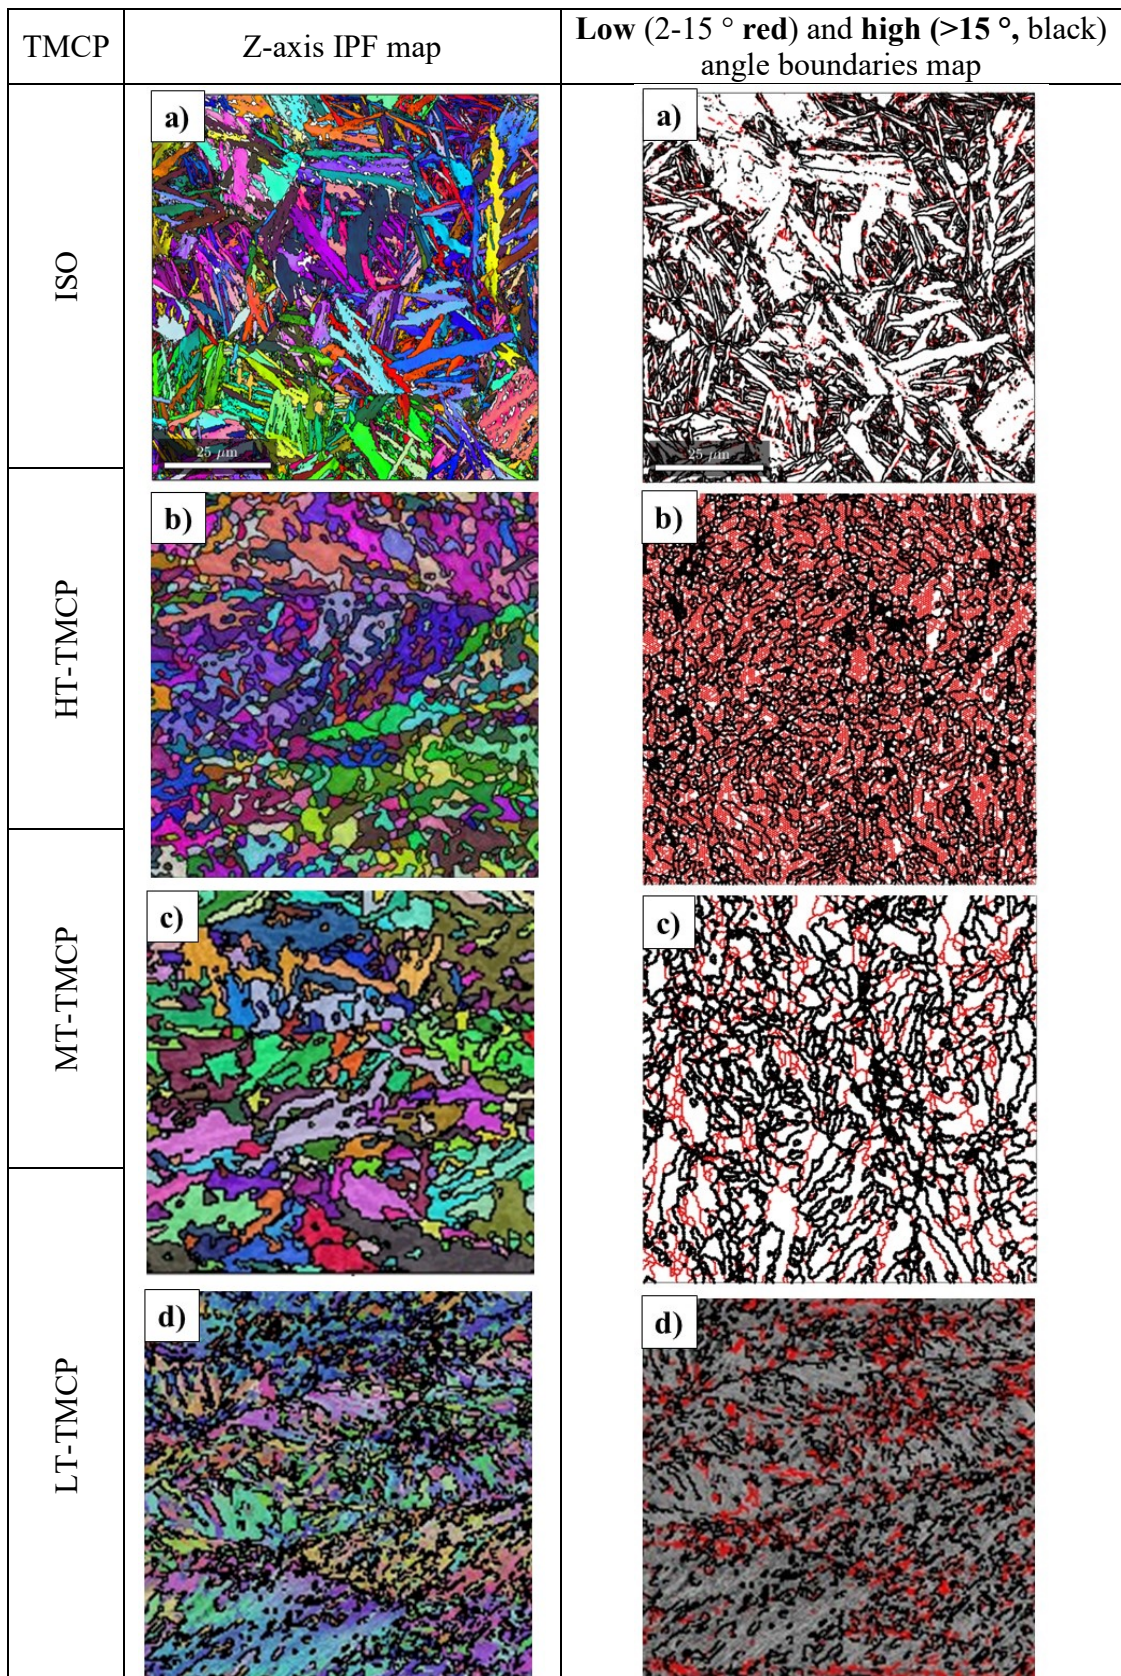 TMCP
Z-axis IPF map
Low (2-15 ° red) and high (>15 °, black)
angle boundaries map
ISO
a)
25 μm
a)
25 μm
HT-TMCP
b)
b)
MT-TMCP
c)
c)
LT-TMCP
d)
d)